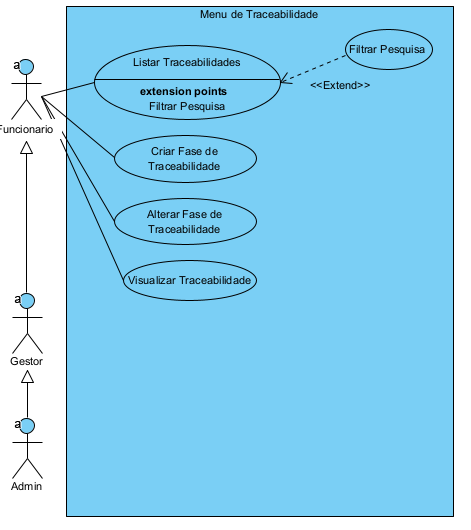 Menu de Traceabilidade
Filtrar Pesquisa
Listar Traceabilidades
<<Extend>>
extension points
Filtrar Pesquisa
a
Funcionario
Criar Fase de
Traceabilidade
Alterar Fase de
Traceabilidade
Visualizar Traceabilidade
a
Gestor
a
Admin